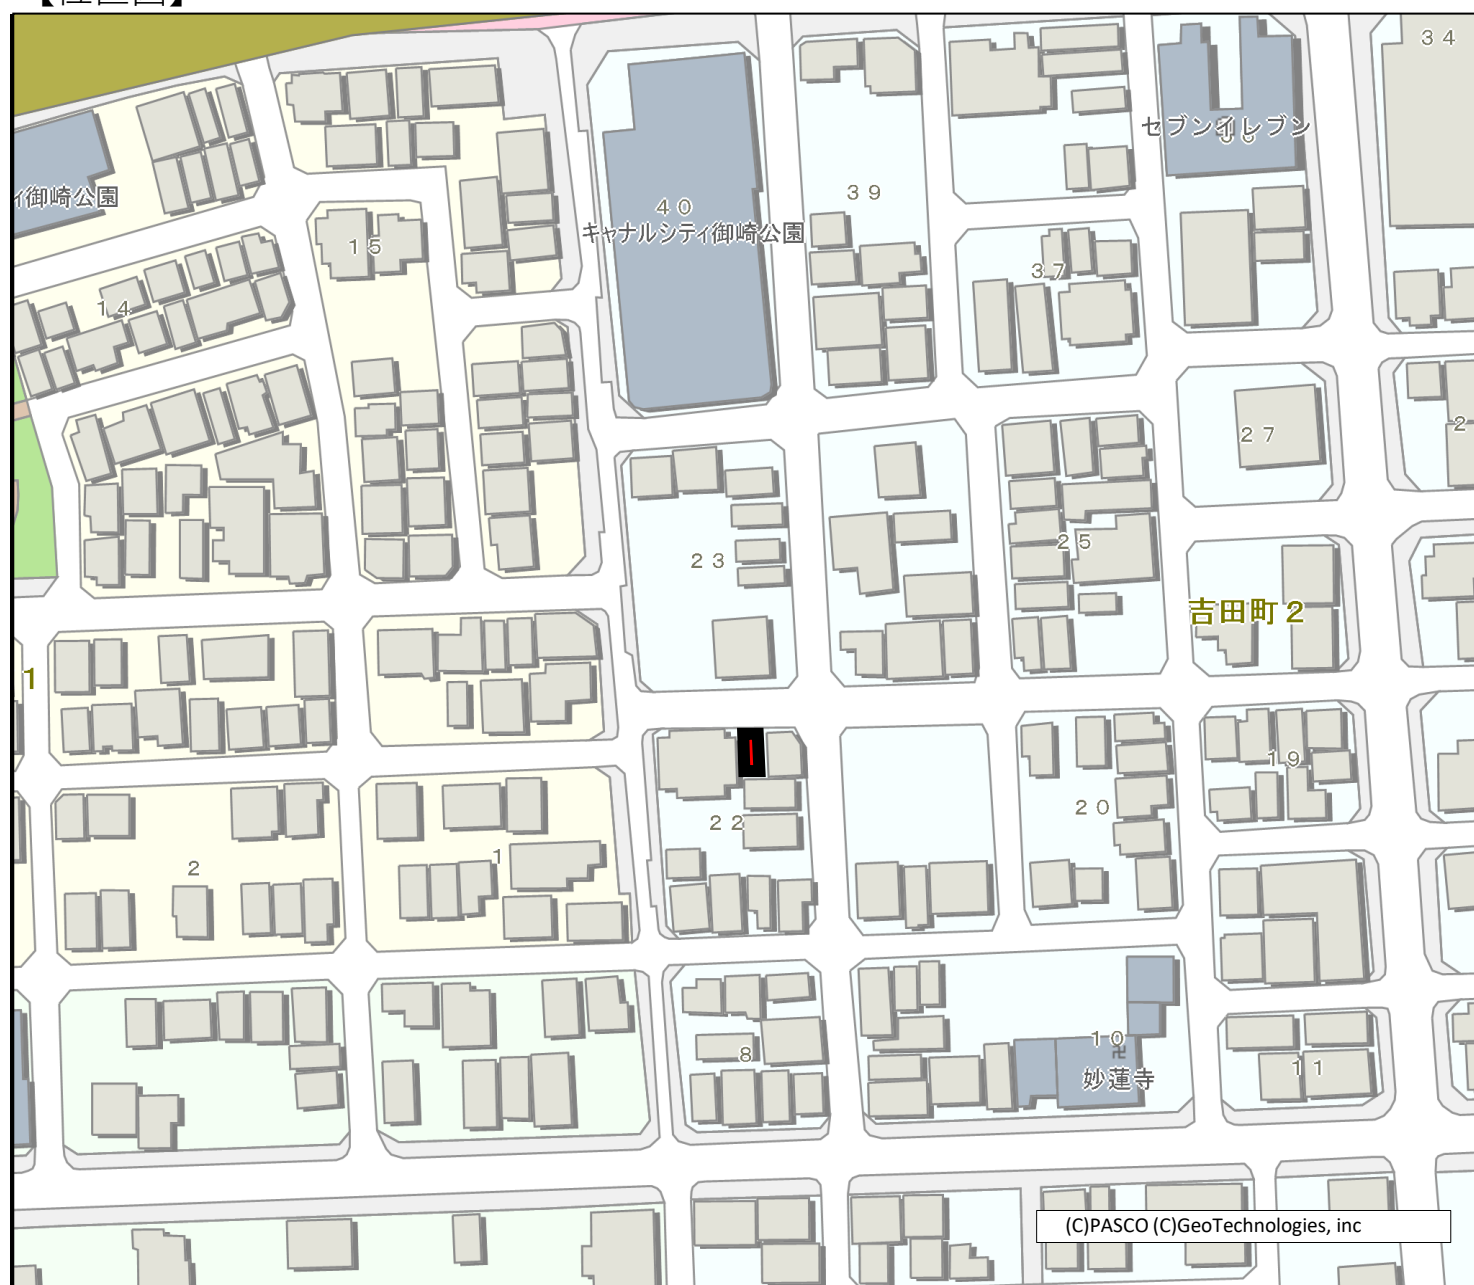 ３４
セブンイレブン
ィ御崎公園
４０
３９
キャナルシティ御崎公園
１５
３７
１４
２７
２
２３
２５
吉田町２
１
１９
２０
２２
１
２
１０
卍
８
１１
妙蓮寺
(C)PASCO (C)GeoTechnologies, inc